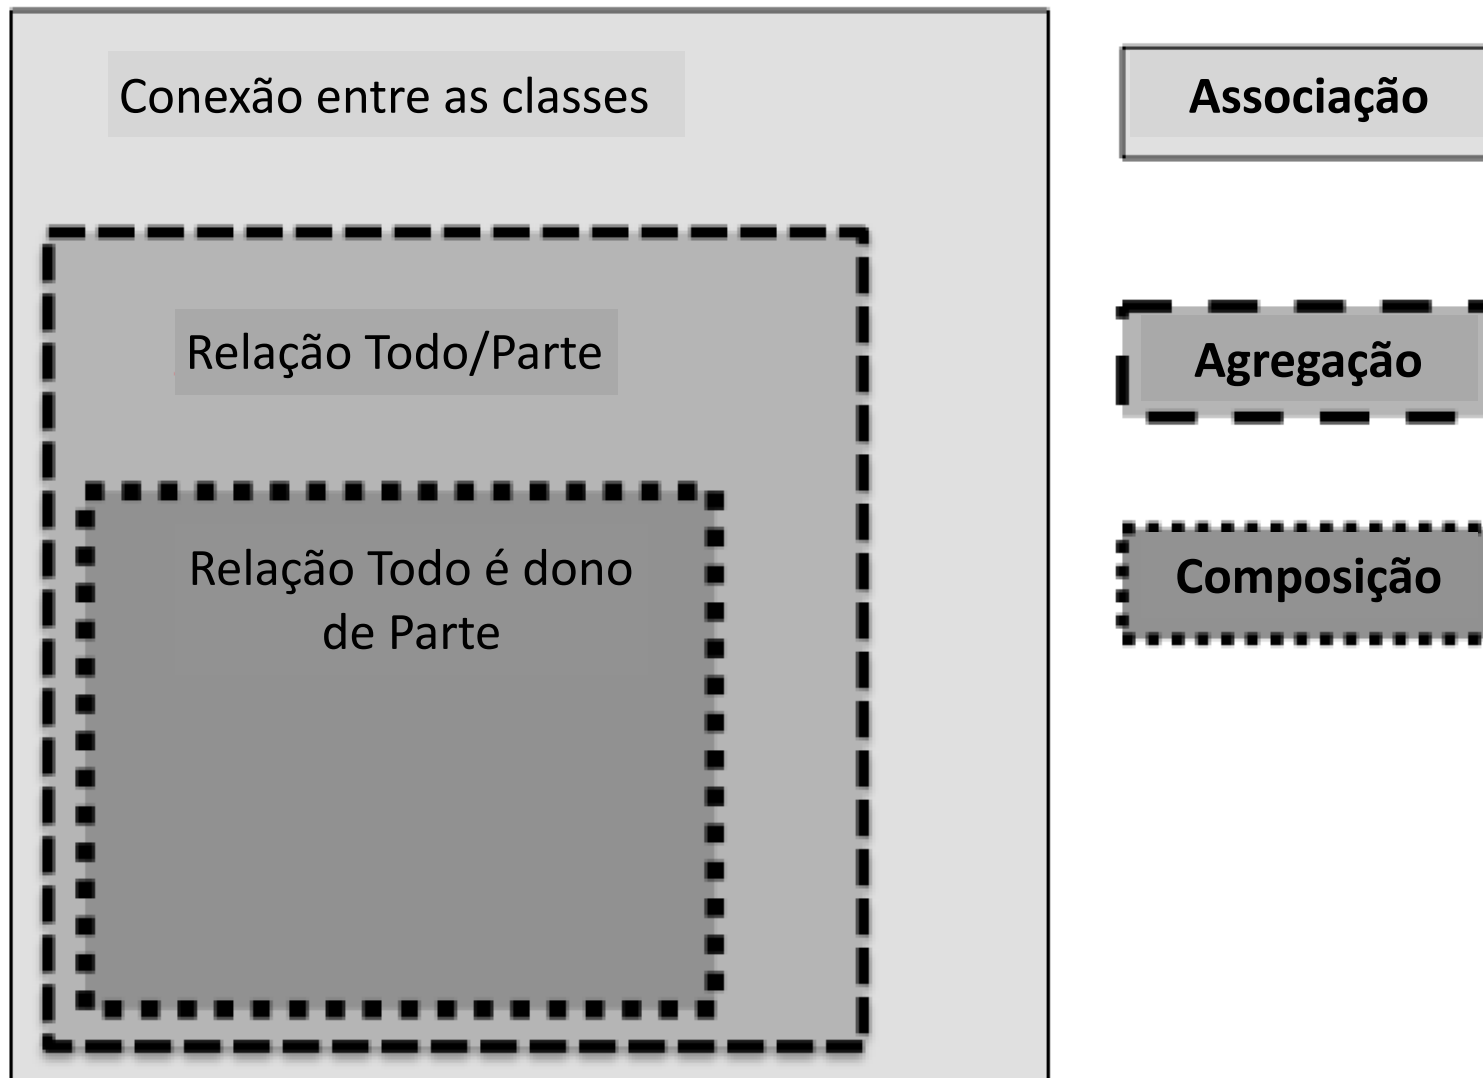 Conexão entre as classes
Associação
Relação Todo/Parte
Agregação
Relação Todo é dono
de Parte
Composição